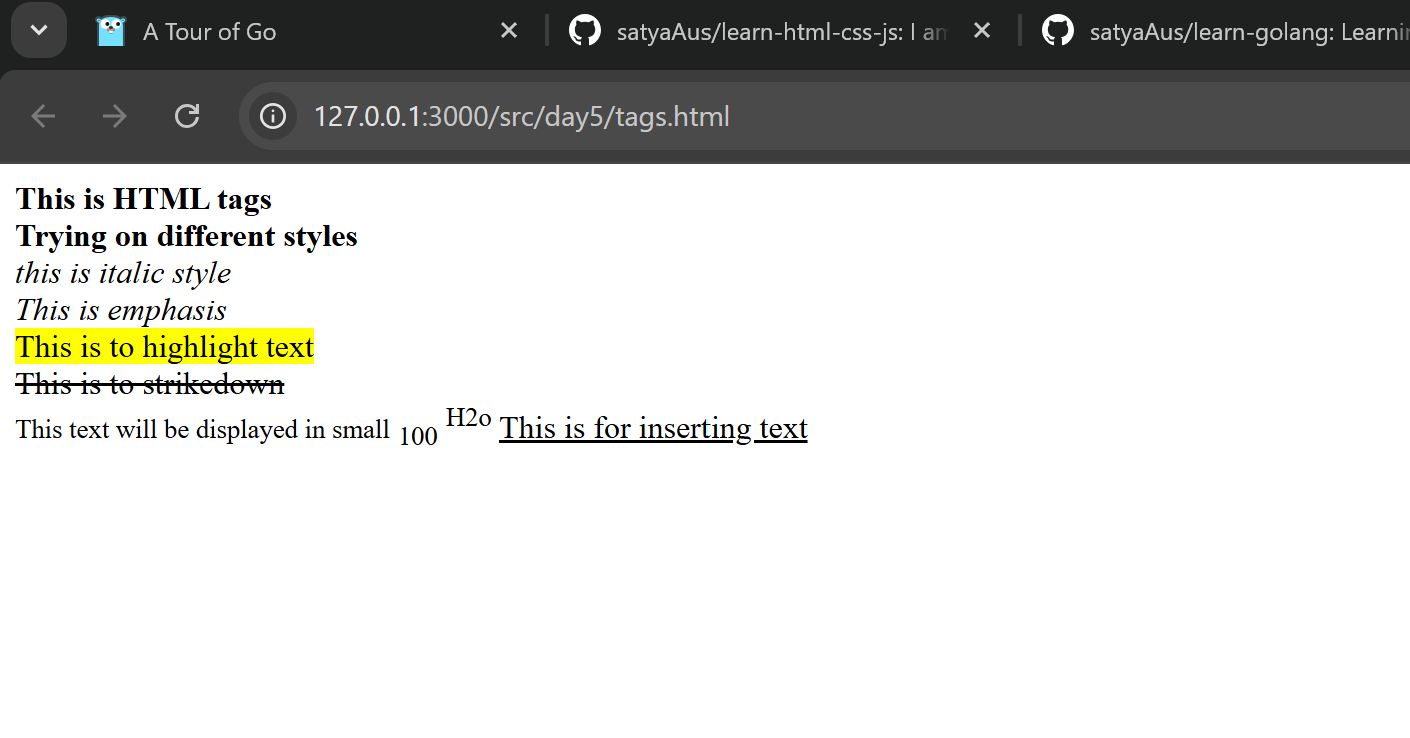 A Tour of Go
satyaAus/learn-html-css-js: I am
satyaAus/learn-golang: Learni
127.0.0.1:3000/src/day5/tags.html
This is HTML tags
Trying on different styles
this is italic style
This is emphasis
This is to highlight text
This is to strikedown
This text will be displayed in small 100 H2o This is for inserting text